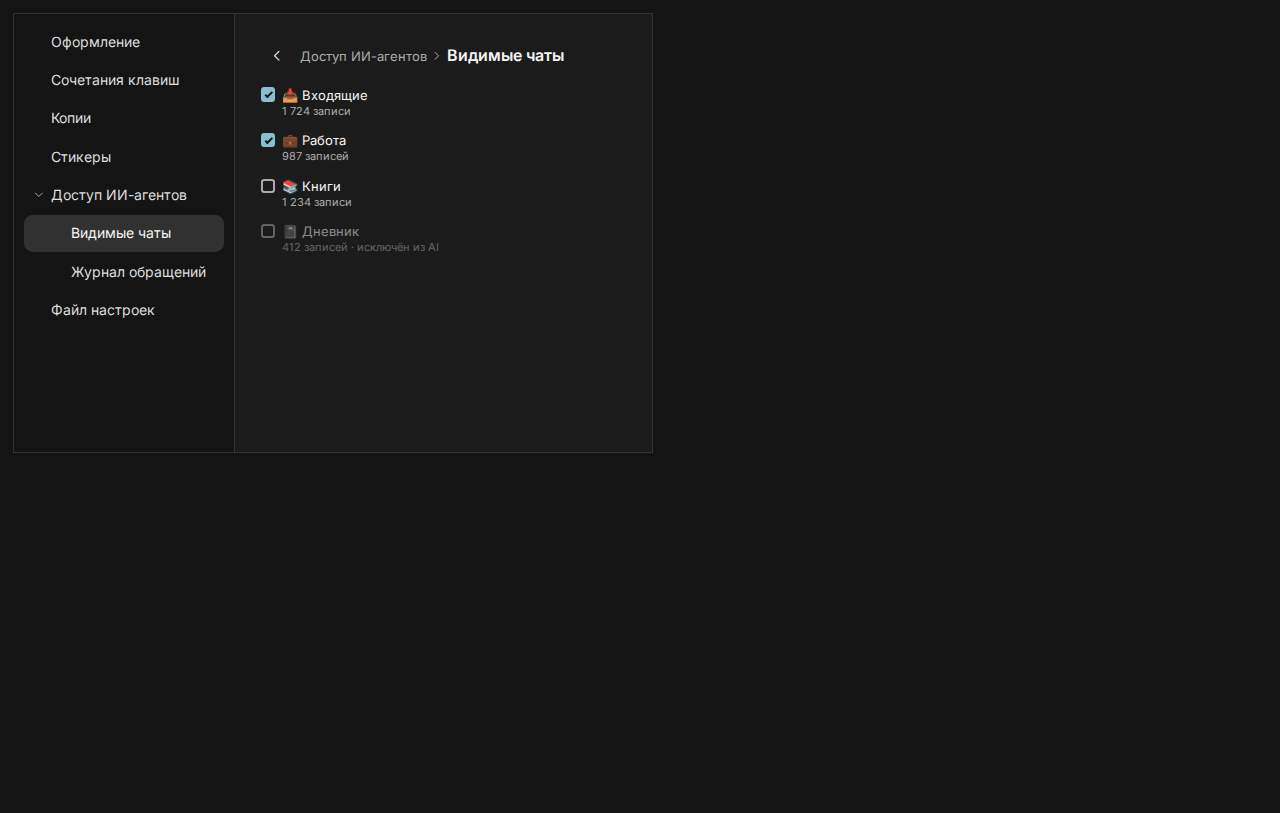 Оформление
Сочетания клавиш
Копии
Стикеры
Доступ ИИ-агентов
Видимые чаты
Журнал обращений
Файл настроек
Доступ ИИ-агентов > Видимые чаты
📥 Входящие
1 724 записи
💼 Работа
987 записей
📚 Книги
1 234 записи
📓 Дневник
412 записей · исключён из AI